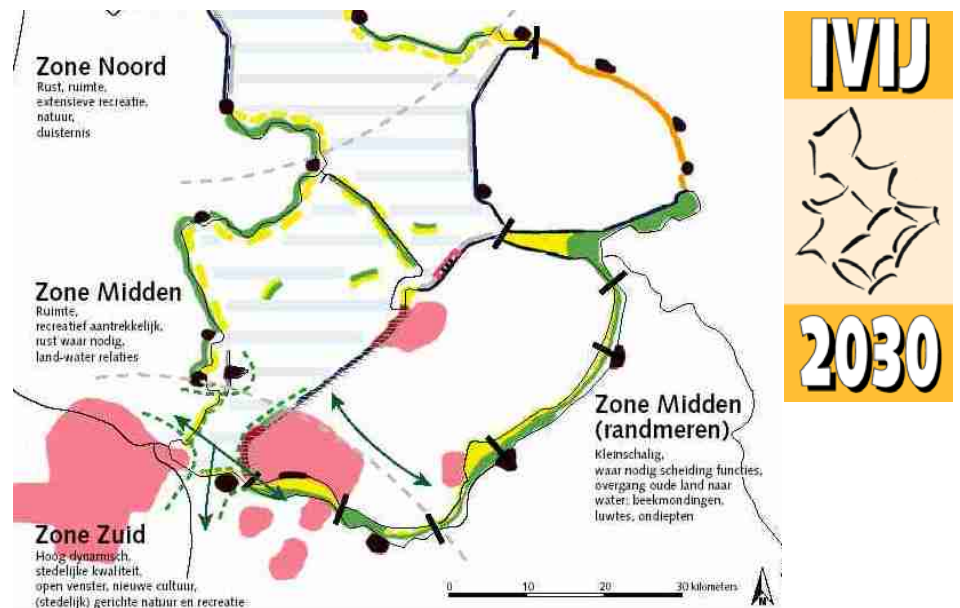 Zone Noord
Rust, ruimte,
extensieve recreatie,
natuur,
duisternis
Zone Midden
Ruimte,
recreatief aantrekkelijk,
rust waar nodig,
land-water relaties
Zone Zuid
Hoog dynamisch,
stedelijke kwaliteit,
open venster, nieuwe cultuur,
(stedelijk) gerichte natuur en recreatie
Zone Midden
(randmeren)
Kleinschalig,
waar nodig scheiding functies,
overgang oude land naar
water: beekmondingen,
luwtes, ondiepten
0 10 20 30 kilometers
N
IVIJ
2030